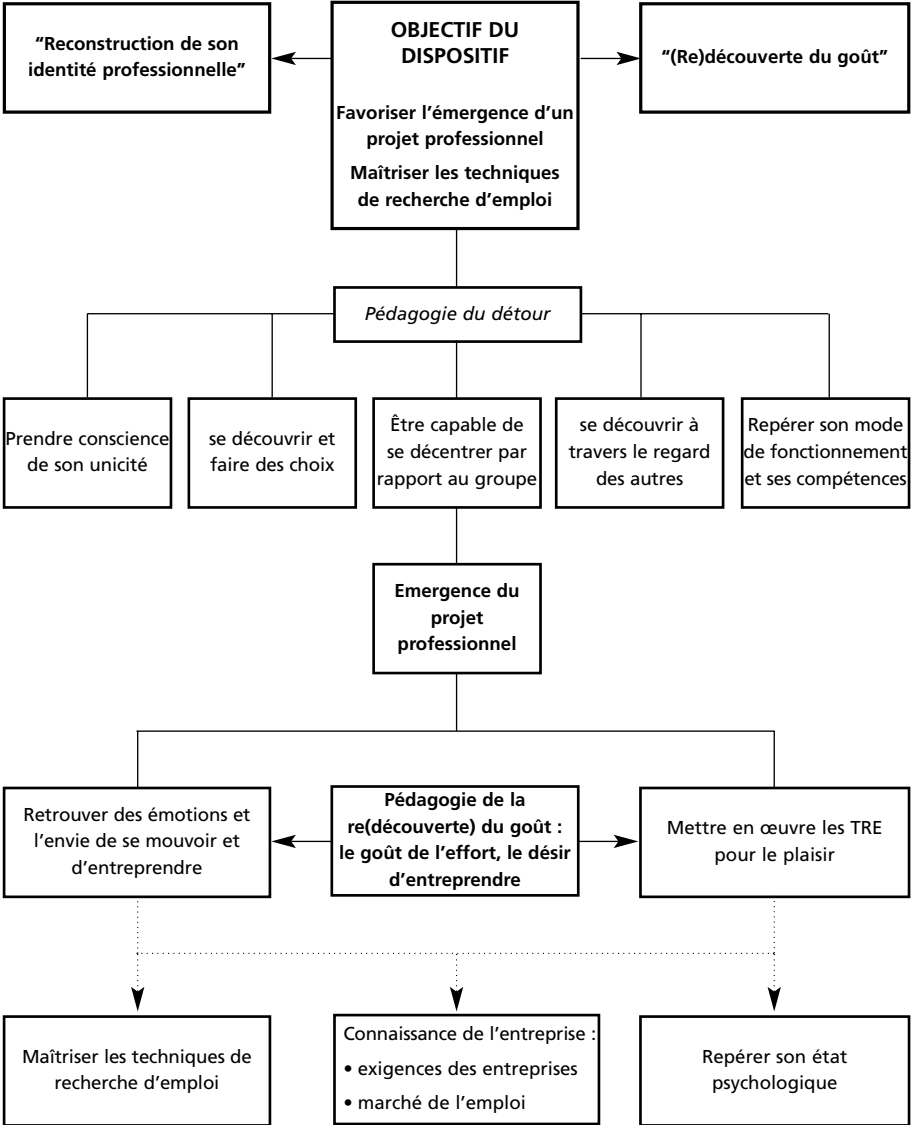 “Reconstruction de son
identité professionnelle”
OBJECTIF DU
DISPOSITIF
Favoriser l’émergence d’un
projet professionnel
Maîtriser les techniques
de recherche d’emploi
“(Re)découverte du goût”
Pédagogie du détour
Prendre conscience
de son unicité
se découvrir et
faire des choix
Être capable de
se décentrer par
rapport au groupe
se découvrir à
travers le regard
des autres
Repérer son mode
de fonctionnement
et ses compétences
Emergence du
projet
professionnel
Retrouver des émotions et
l’envie de se mouvoir et
d’entreprendre
Pédagogie de la
re(découverte) du goût :
le goût de l’effort, le désir
d’entreprendre
Mettre en œuvre les TRE
pour le plaisir
Maîtriser les techniques de
recherche d’emploi
Connaissance de l’entreprise :
• exigences des entreprises
• marché de l’emploi
Repérer son état
psychologique